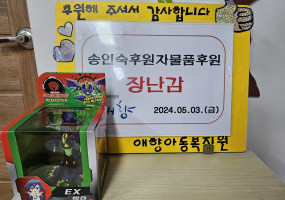 후원해 주셔서 감사합니다
송인숙후원자물품후원
장난감
2024.05.03.(금)
애향아동복지원
EX